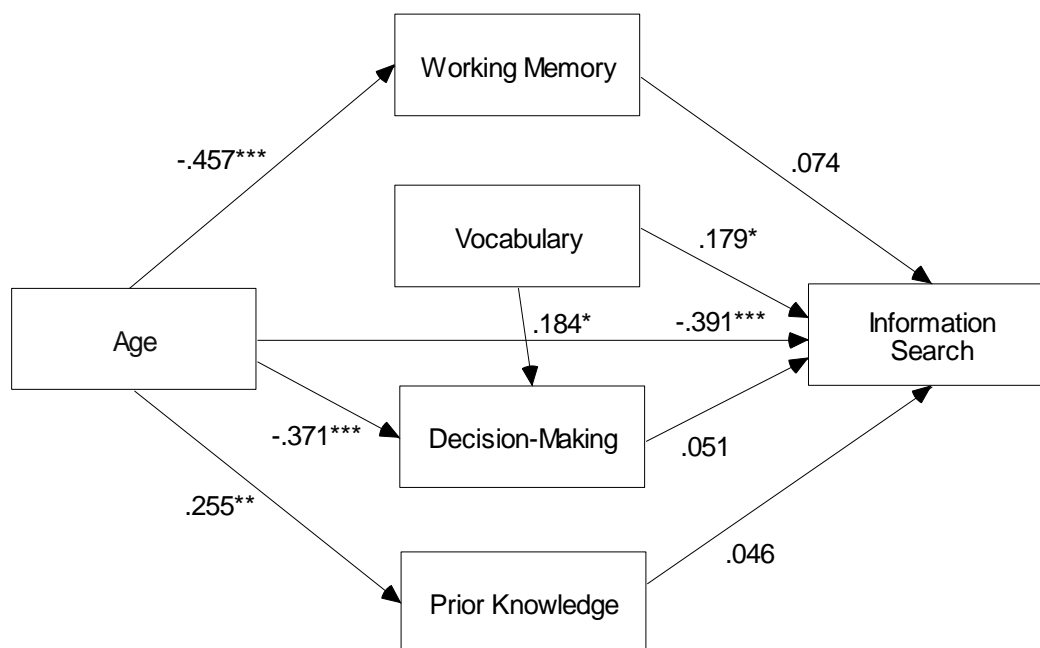 Working Memory
-.457***
.074
Vocabulary
.179*
Age
.184*
-.391***
Information
Search
-.371***
Decision-Making
.051
.255**
.046
Prior Knowledge